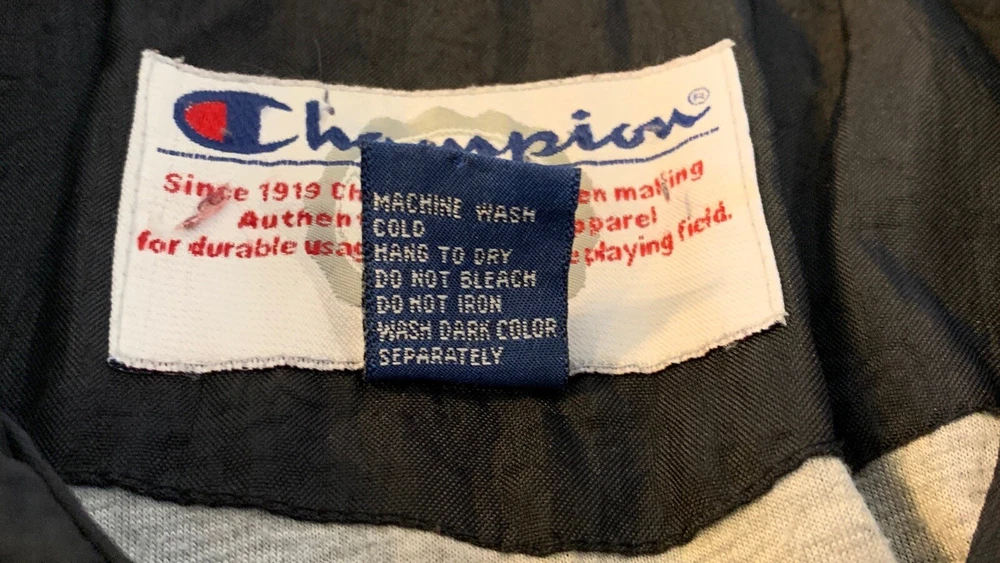 Champion®
Since 1919 Ch en making
Authen pparel
for durable usag e playing field.
MACHINE WASH
COLD
HANG TO DRY
DO NOT BLEACH
DO NOT IRON
WASH DARK COLOR
SEPARATELY